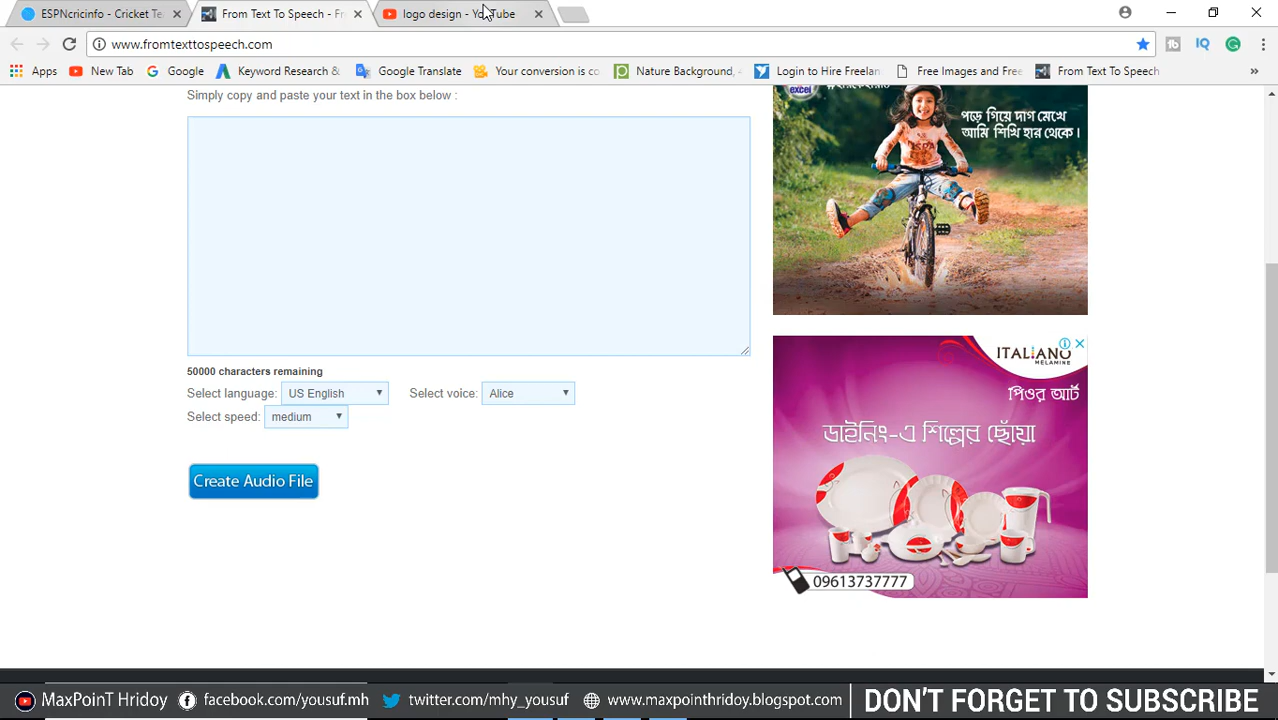 ESPNcricinfo - Cricket Te
From Text To Speech - Fr
logo design - YouTube
www.fromtexttospeech.com
Apps
New Tab
Google
Keyword Research &
Google Translate
Your conversion is co
Nature Background,
Login to Hire Freelan
Free Images and Free
From Text To Speech
»
Simply copy and paste your text in the box below :
excel
পড়ে গিয়ে দাগ মেখে
আমি শিখি হার থেকে।
50000 characters remaining
Select language: US English
Select voice: Alice
Select speed: medium
Create Audio File
ITALIANO
MELAMINE
পিওর আর্ট
ডাইনিং-এ শিল্পের ছোঁয়া
09613737777
MaxPoinT Hridoy
facebook.com/yousuf.mh
twitter.com/mhy_yousuf
www.maxpointhridoy.blogspot.com
DON'T FORGET TO SUBSCRIBE